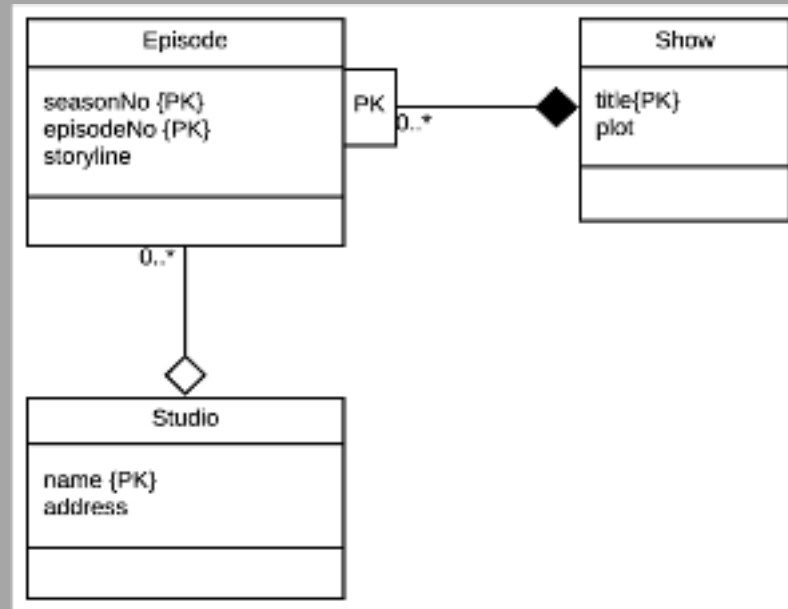 Episode
seasonNo {PK}
episodeNo {PK}
storyline
PK
0..*
Show
title{PK}
plot
0..*
Studio
name {PK}
address